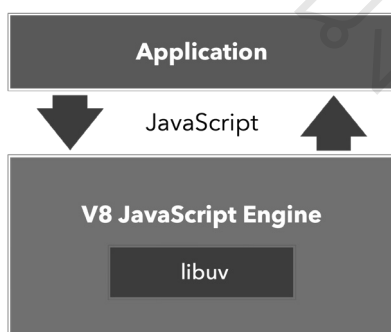 Application
JavaScript
V8 JavaScript Engine
libuv